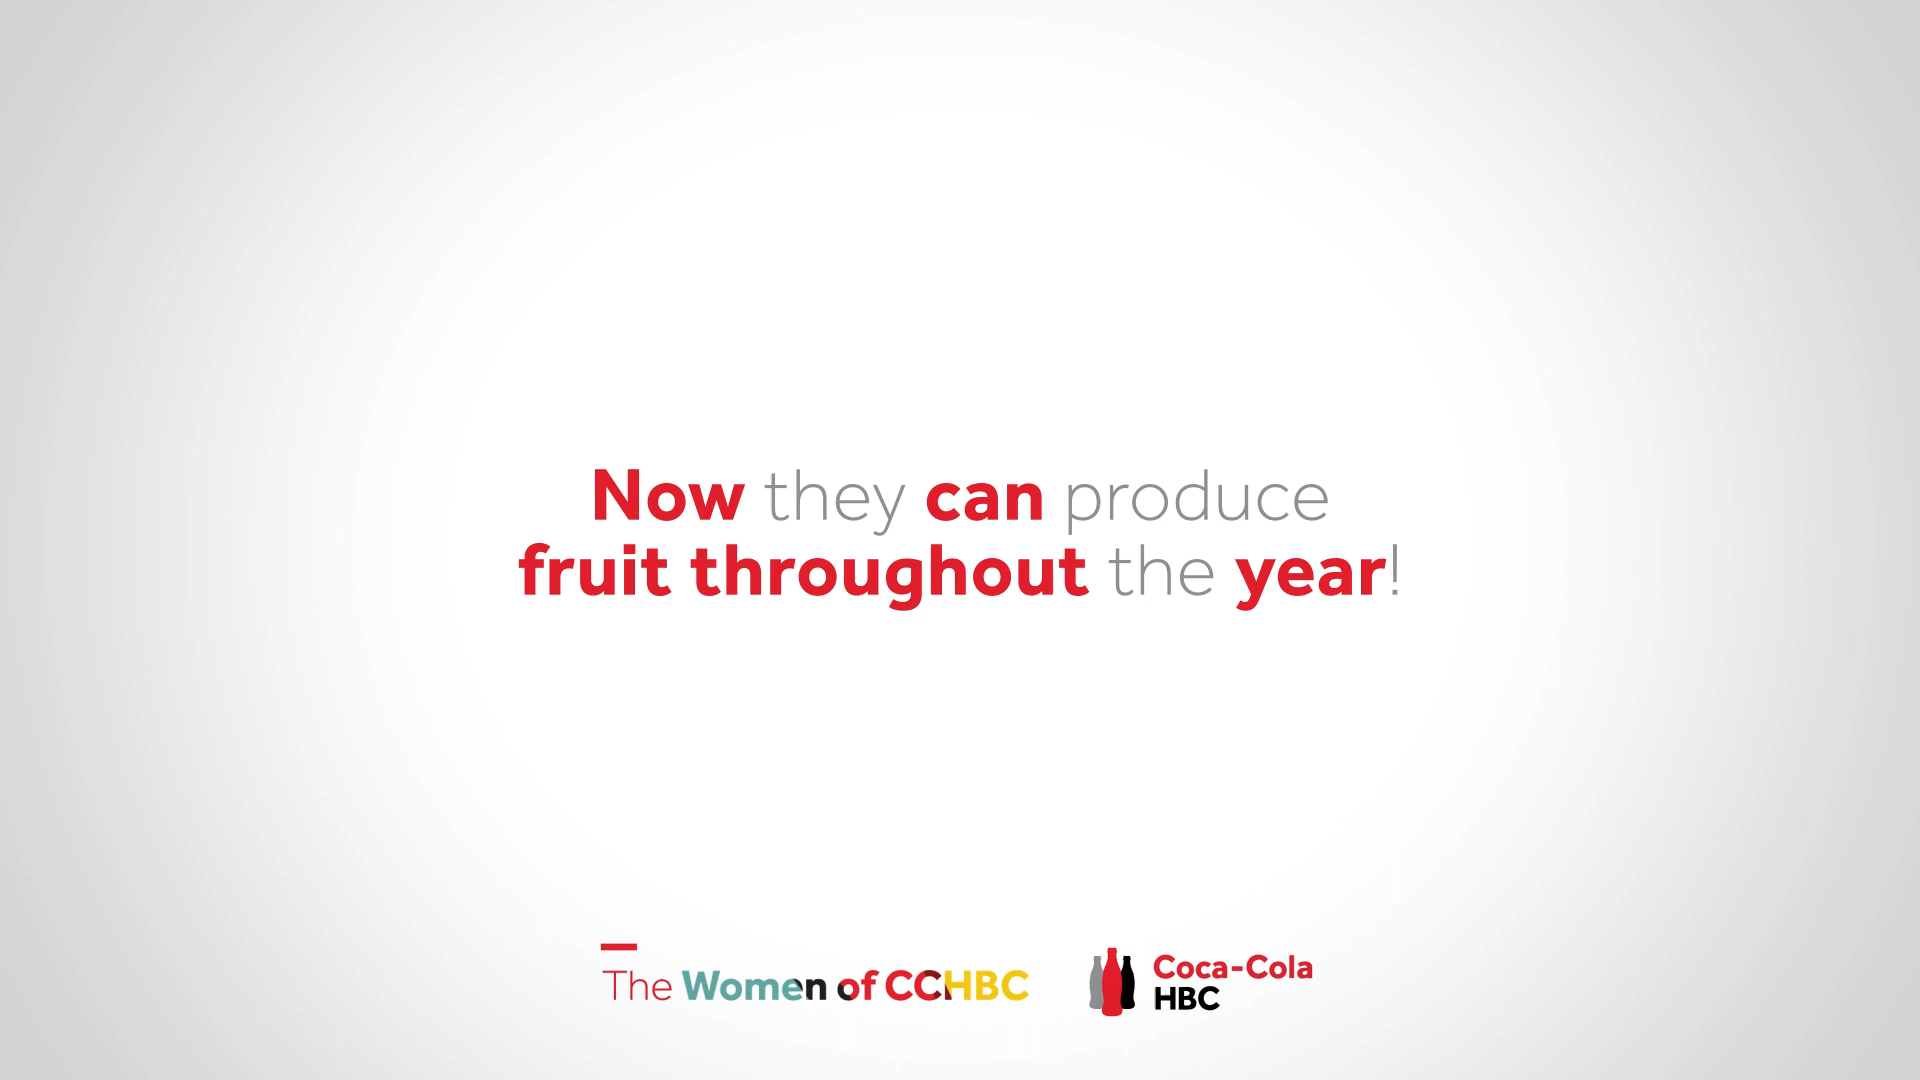 Now they can produce
fruit throughout the year!
The Women of CCHBC
Coca-Cola
HBC